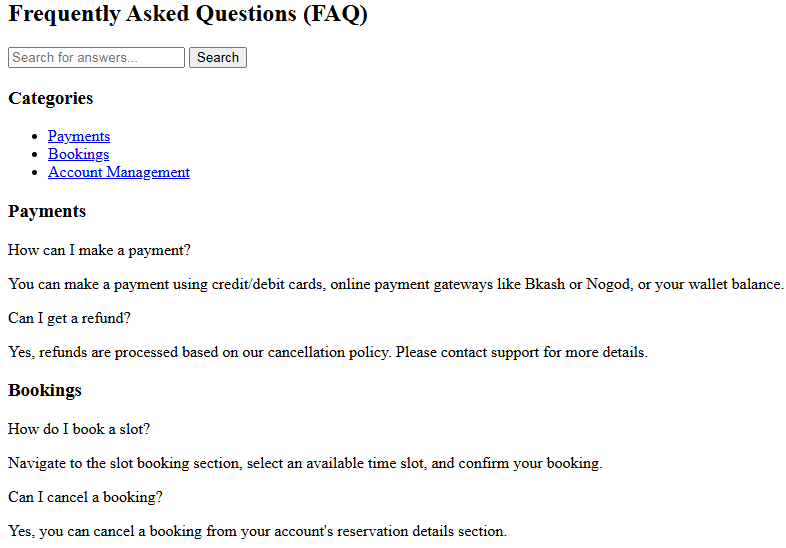 Frequently Asked Questions (FAQ)
Search for answers...
Search
Categories
Payments
Bookings
Account Management
Payments
How can I make a payment?
You can make a payment using credit/debit cards, online payment gateways like Bkash or Nogod, or your wallet balance.
Can I get a refund?
Yes, refunds are processed based on our cancellation policy. Please contact support for more details.
Bookings
How do I book a slot?
Navigate to the slot booking section, select an available time slot, and confirm your booking.
Can I cancel a booking?
Yes, you can cancel a booking from your account's reservation details section.